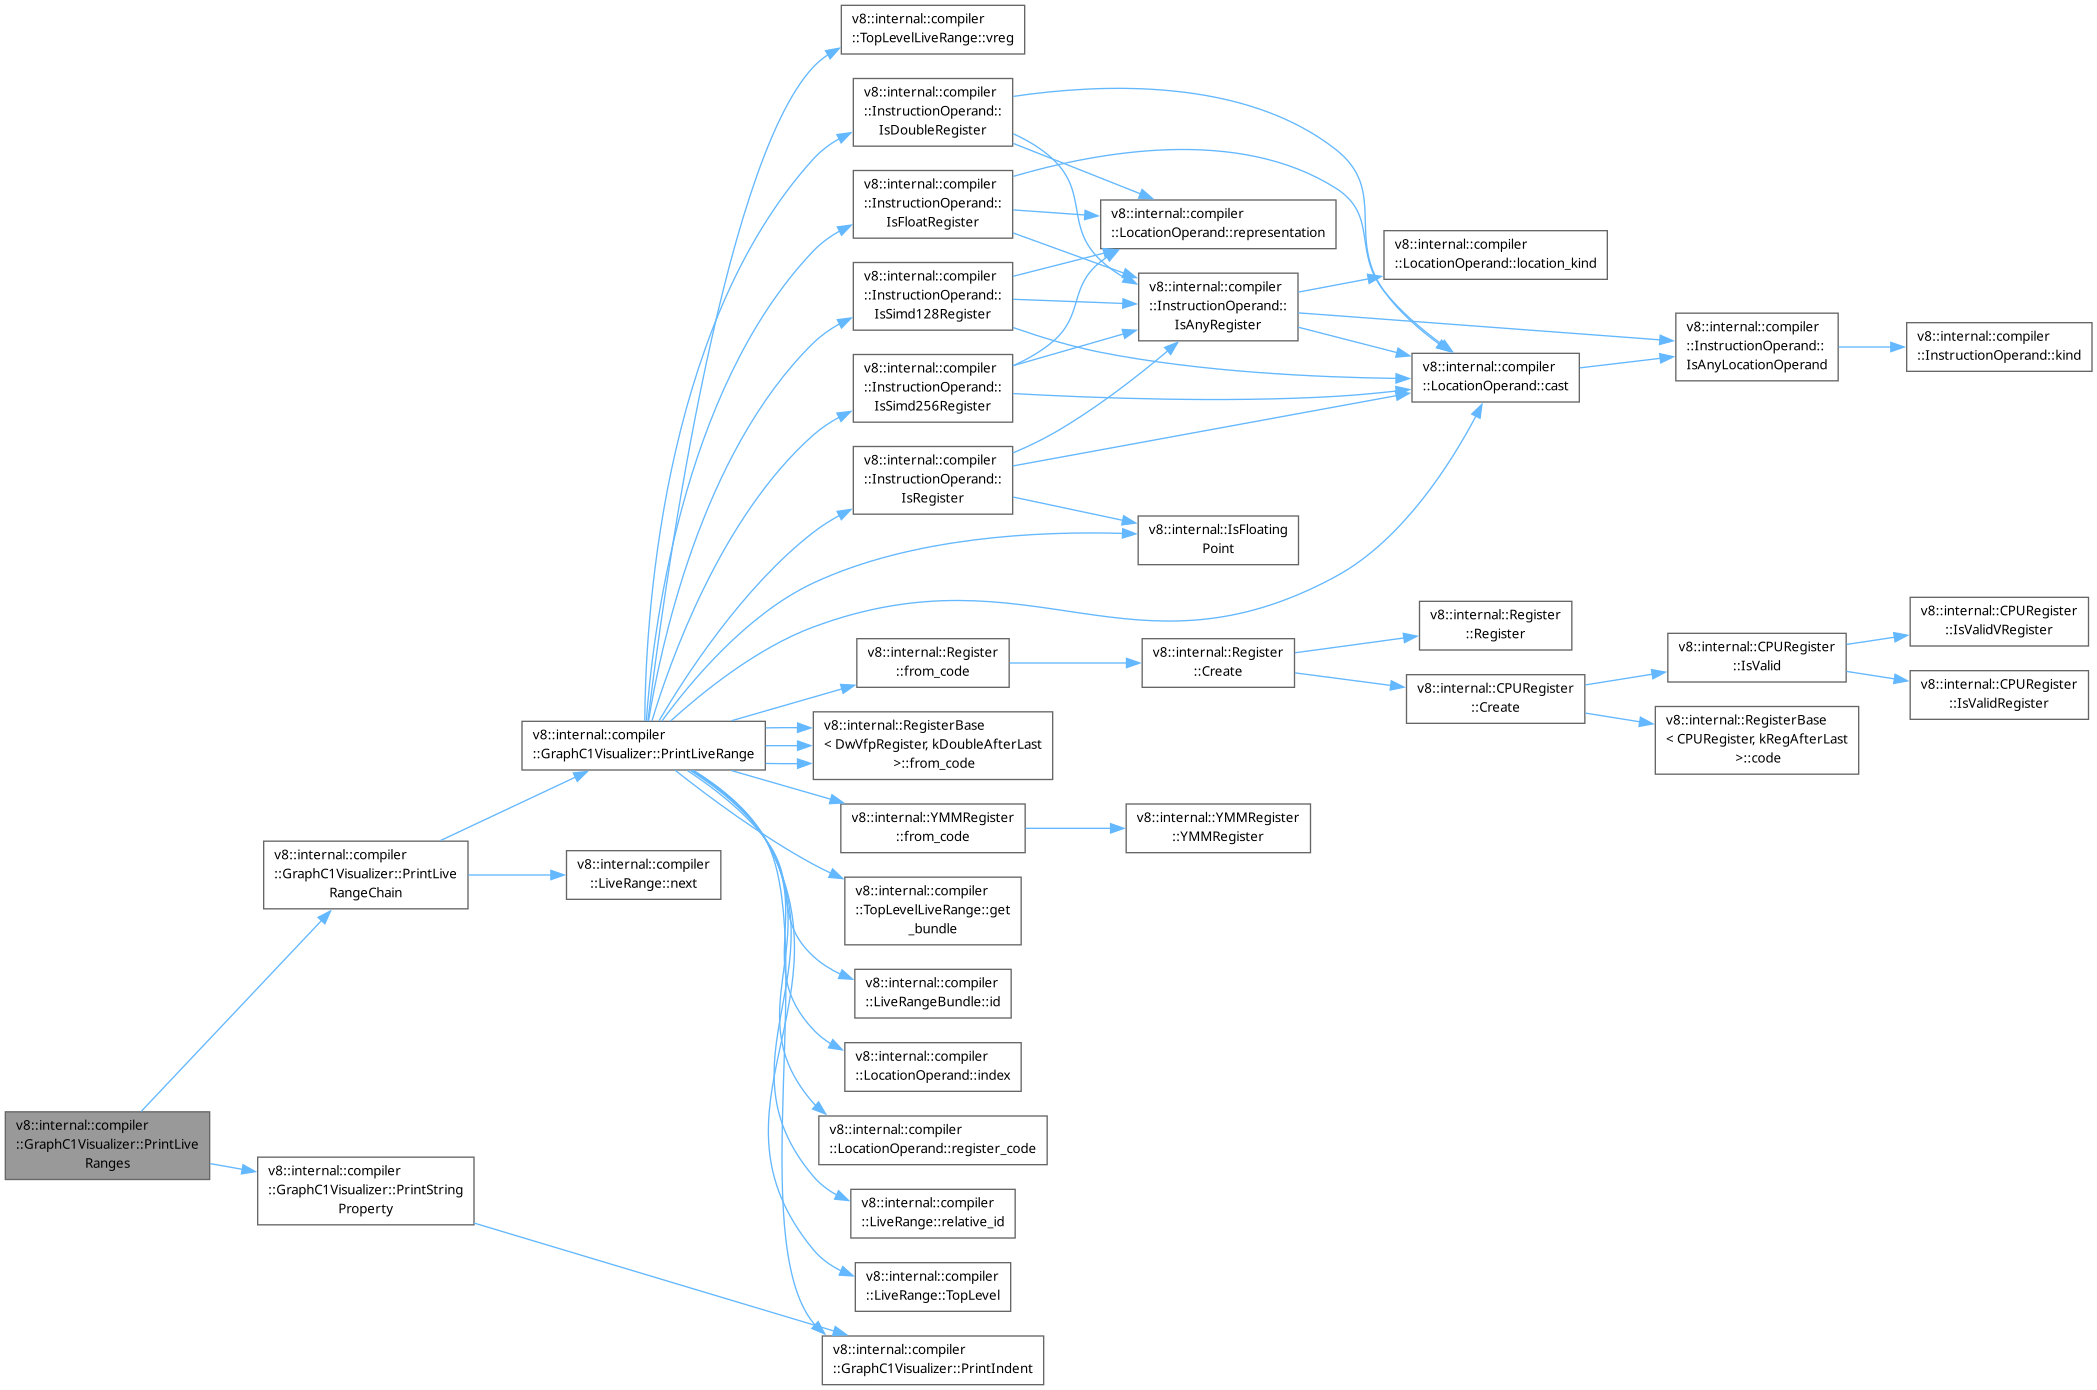 v8::internal::compiler
::TopLevelLiveRange::vreg
v8::internal::compiler
::InstructionOperand::
IsDoubleRegister
v8::internal::compiler
::InstructionOperand::
IsFloatRegister
v8::internal::compiler
::LocationOperand::representation
v8::internal::compiler
::LocationOperand::location_kind
v8::internal::compiler
::InstructionOperand::
IsSimd128Register
v8::internal::compiler
::InstructionOperand::
IsAnyRegister
v8::internal::compiler
::InstructionOperand::
IsAnyLocationOperand
v8::internal::compiler
::InstructionOperand::kind
v8::internal::compiler
::InstructionOperand::
IsSimd256Register
v8::internal::compiler
::LocationOperand::cast
v8::internal::compiler
::InstructionOperand::
IsRegister
v8::internal::IsFloating
Point
v8::internal::Register
::from_code
v8::internal::Register
::Create
v8::internal::Register
::Register
v8::internal::CPURegister
::Create
v8::internal::CPURegister
::IsValid
v8::internal::CPURegister
::IsValidVRegister
v8::internal::CPURegister
::IsValidRegister
v8::internal::RegisterBase
< CPURegister, kRegAfterLast
>::code
v8::internal::compiler
::GraphC1Visualizer::PrintLiveRange
v8::internal::RegisterBase
< DwVfpRegister, kDoubleAfterLast
>::from_code
v8::internal::YMMRegister
::from_code
v8::internal::YMMRegister
::YMMRegister
v8::internal::compiler
::GraphC1Visualizer::PrintLive
RangeChain
v8::internal::compiler
::LiveRange::next
v8::internal::compiler
::TopLevelLiveRange::get
_bundle
v8::internal::compiler
::LiveRangeBundle::id
v8::internal::compiler
::LocationOperand::index
v8::internal::compiler
::GraphC1Visualizer::PrintLive
Ranges
v8::internal::compiler
::LocationOperand::register_code
v8::internal::compiler
::GraphC1Visualizer::PrintString
Property
v8::internal::compiler
::LiveRange::relative_id
v8::internal::compiler
::LiveRange::TopLevel
v8::internal::compiler
::GraphC1Visualizer::PrintIndent